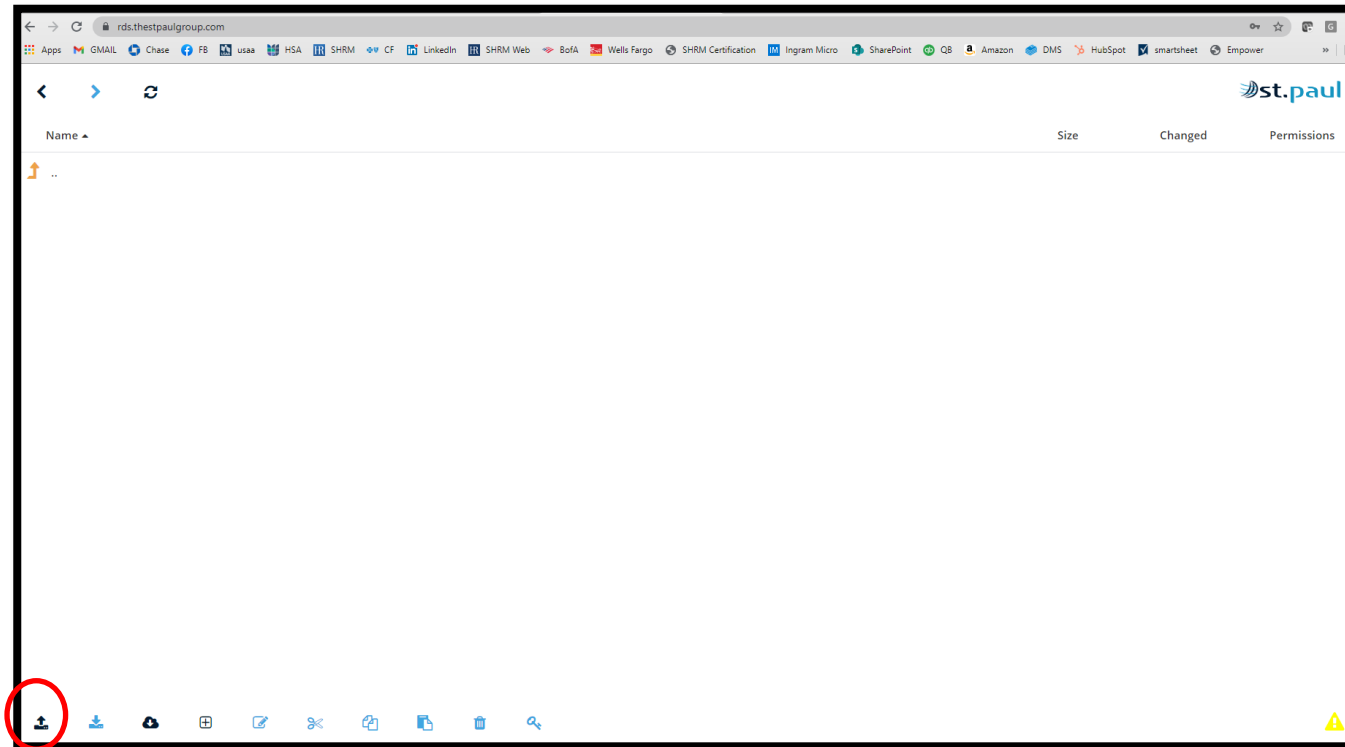 rds.thestpaulgroup.com G
Apps GMAIL Chase FB usaa HSA SHRM CF LinkedIn SHRM Web BofA Wells Fargo SHRM Certification IM Ingram Micro SharePoint QB Amazon DMS HubSpot smartsheet Empower »
st.paul
Name Size Changed Permissions
..